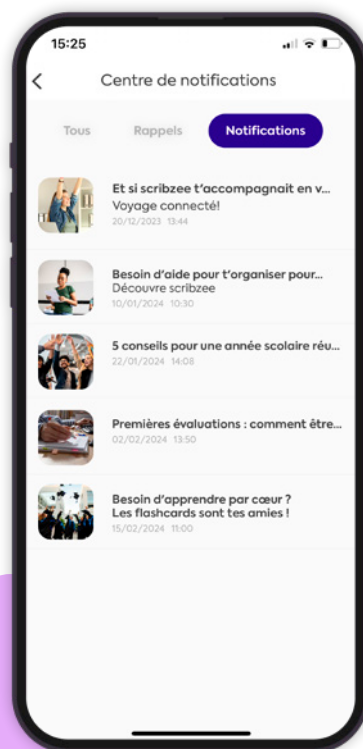 15:25
Centre de notifications
Tous Rappels Notifications
Et si scribzee t'accompagnait en v...
Voyage connecté!
20/12/2023 13:44
Besoin d'aide pour t'organiser pour...
Découvre scribzee
10/01/2024 10:30
5 conseils pour une année scolaire réu...
22/01/2024 14:08
Premières évaluations : comment être...
02/02/2024 13:50
Besoin d'apprendre par cœur ?
Les flashcards sont tes amies !
15/02/2024 11:00